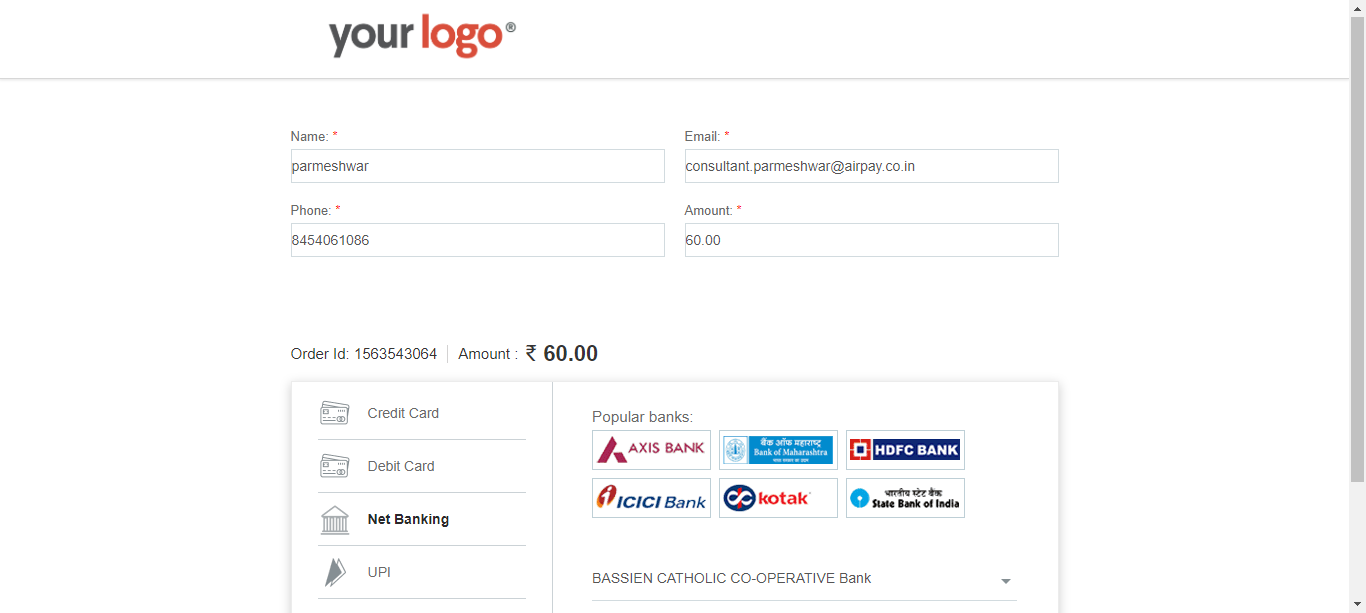 your logo®
Name: *
Email: *
parmeshwar
consultant.parmeshwar@airpay.co.in
Phone: *
Amount: *
8454061086
60.00
Order Id: 1563543064 Amount : ₹ 60.00
Credit Card
Debit Card
Net Banking
UPI
Popular banks:
AXIS BANK
बैंक ऑफ महाराष्ट्र
Bank of Maharashtra
HDFC BANK
ICICI Bank
kotak
भारतीय स्टेट बैंक
State Bank of India
BASSIEN CATHOLIC CO-OPERATIVE Bank